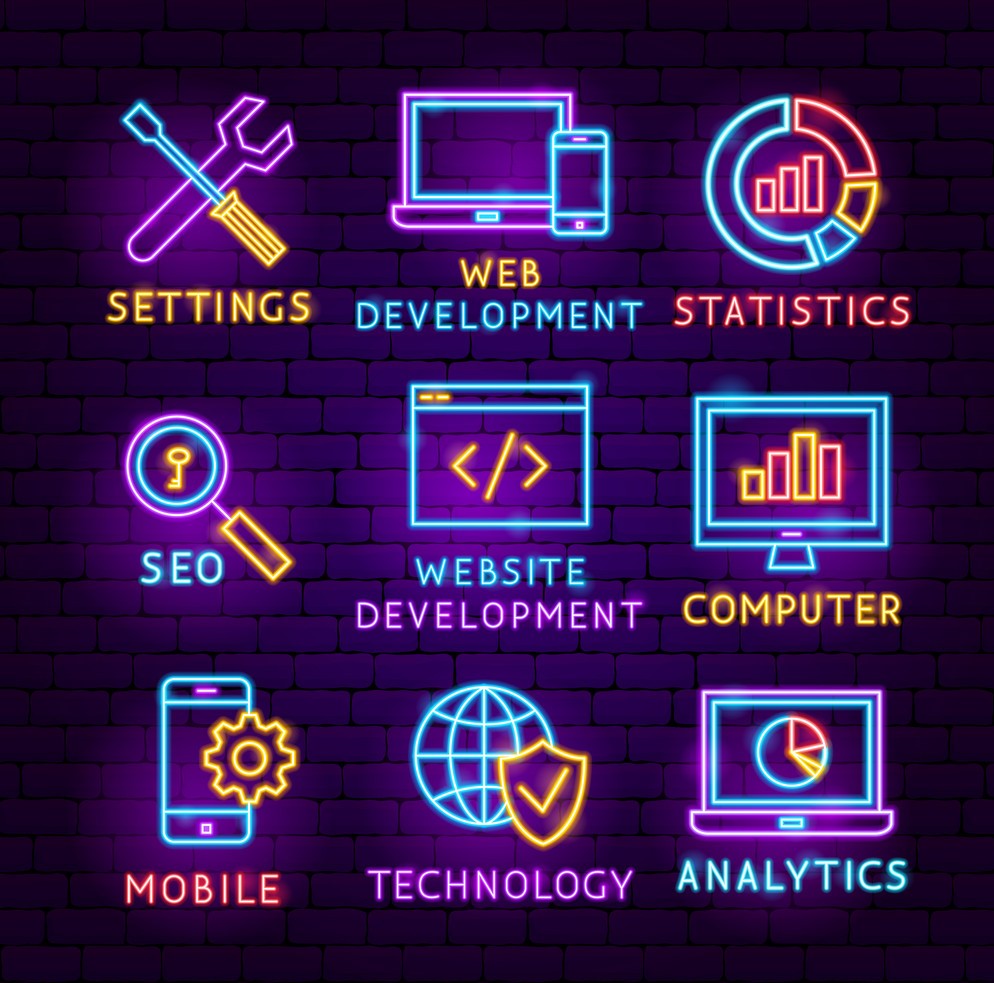 SETTINGS
WEB
DEVELOPMENT
STATISTICS
SEO
</>
WEBSITE
DEVELOPMENT
COMPUTER
MOBILE
TECHNOLOGY
ANALYTICS